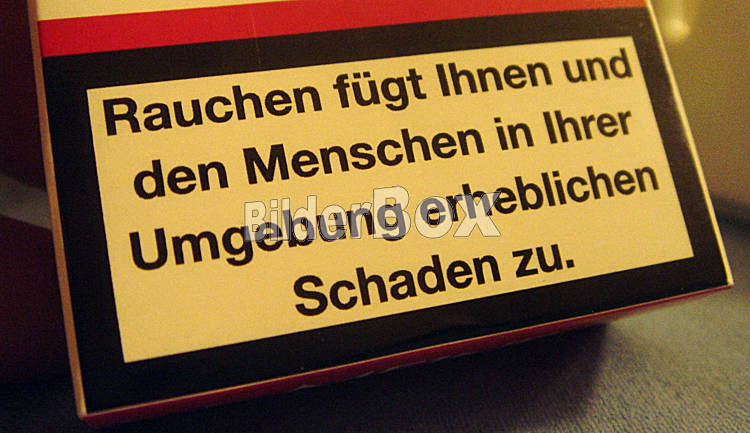 Rauchen fügt Ihnen und
den Menschen in Ihrer
Umgebung erheblichen
Schaden zu.
BilderBox